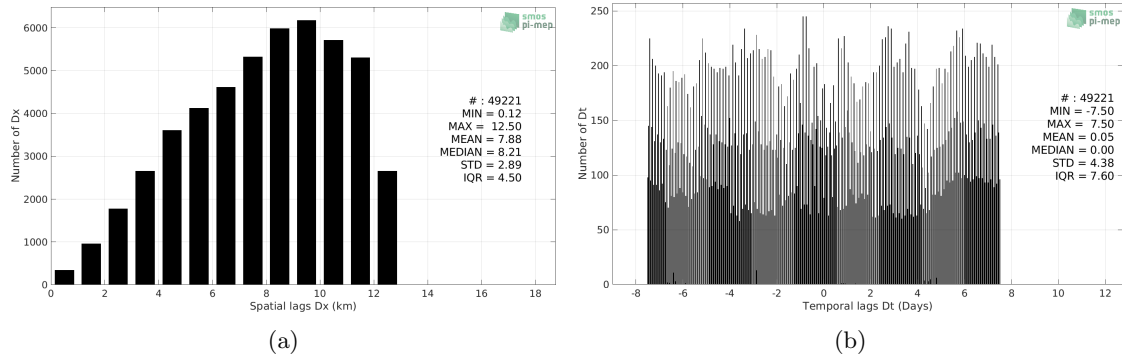 smos
pi-mep
6000
5000
4000
3000
2000
1000
0
Number of Dx
# : 49221
MIN = 0.12
MAX = 12.50
MEAN = 7.88
MEDIAN = 8.21
STD = 2.89
IQR = 4.50
0 2 4 6 8 10 12 14 16 18
Spatial lags Dx (km)
(a)
smos
pi-mep
250
200
150
100
50
0
Number of Dt
# : 49221
MIN = -7.50
MAX = 7.50
MEAN = 0.05
MEDIAN = 0.00
STD = 4.38
IQR = 7.60
-8 -6 -4 -2 0 2 4 6 8 10 12
Temporal lags Dt (Days)
(b)